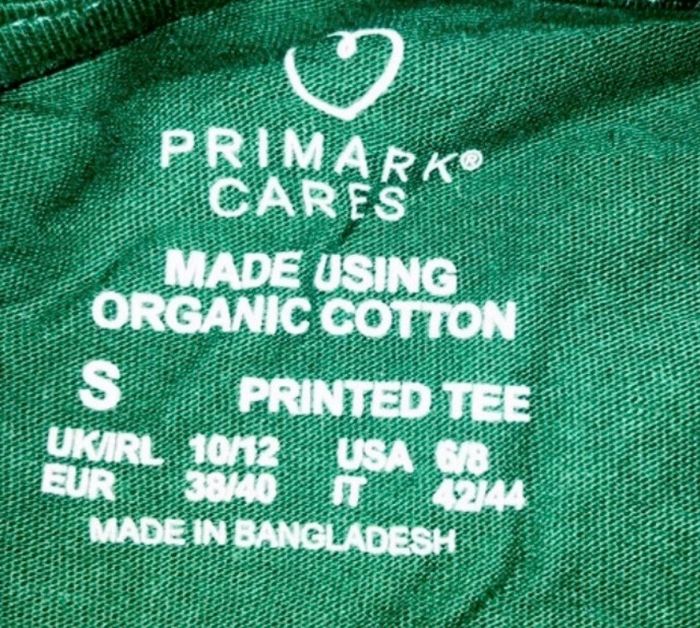 PRIMARK®
CARES
MADE USING
ORGANIC COTTON
S PRINTED TEE
UK/IRL 10/12 USA 6/8
EUR 38/40 IT 42/44
MADE IN BANGLADESH